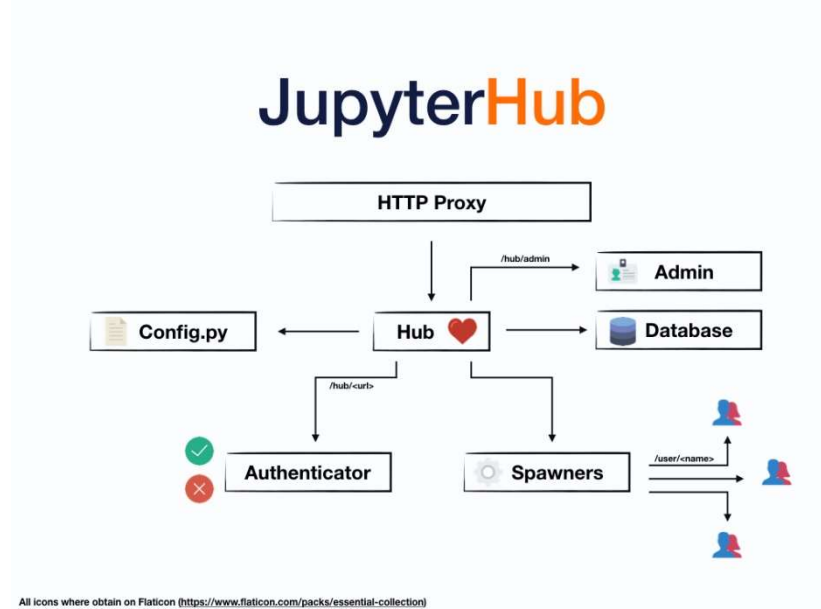 JupyterHub
HTTP Proxy
/hub/admin
Admin
Config.py
Hub
Database
/hub/<url>
Authenticator
Spawners
/user/<name>
All icons where obtain on Flaticon (https://www.flaticon.com/packs/essential-collection)